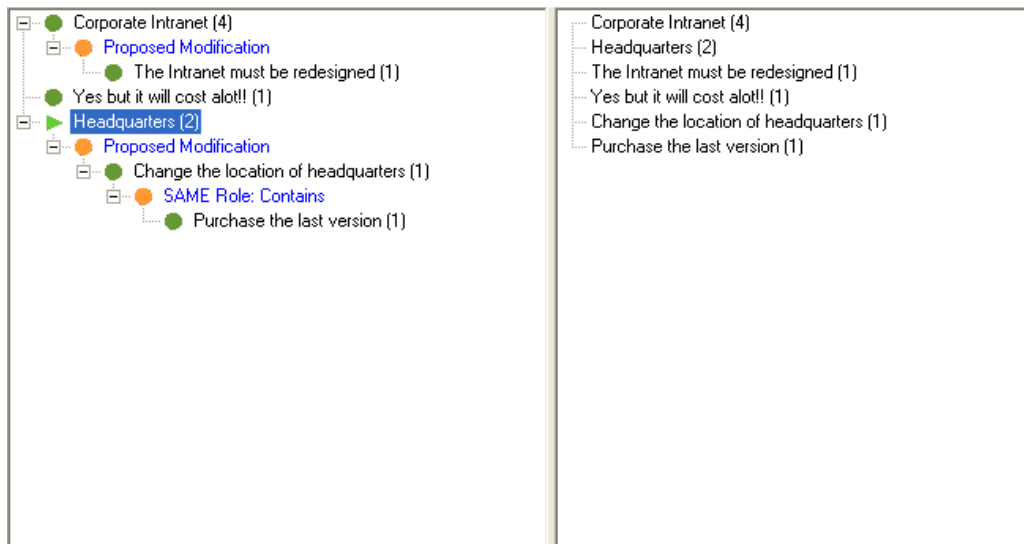 Corporate Intranet (4)
Proposed Modification
The Intranet must be redesigned (1)
Yes but it will cost alot!! (1)
Headquarters (2)
Proposed Modification
Change the location of headquarters (1)
SAME Role: Contains
Purchase the last version (1)
Corporate Intranet (4)
Headquarters (2)
The Intranet must be redesigned (1)
Yes but it will cost alot!! (1)
Change the location of headquarters (1)
Purchase the last version (1)